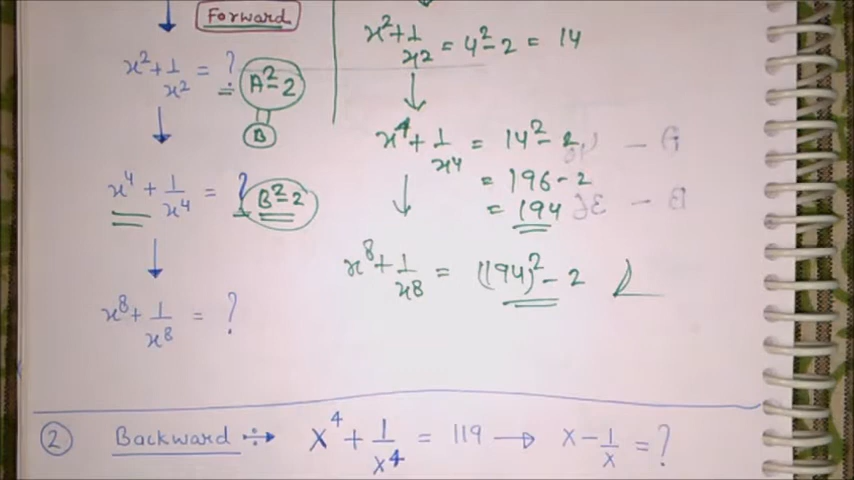 Forward
x² + 1/x² = ? A² - 2
B
x⁴ + 1/x⁴ = ? B² - 2
x⁸ + 1/x⁸ = ?
x² + 1/x² = 4² - 2 = 14
x⁴ + 1/x⁴ = 14² - 2
= 196 - 2
= 194
x⁸ + 1/x⁸ = (194)² - 2
② Backward ÷→ X⁴ + 1/X⁴ = 119 → X - 1/X = ?